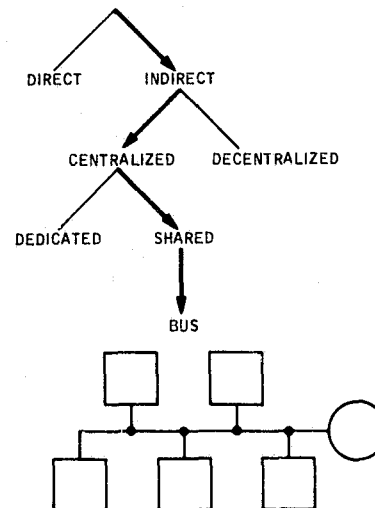 DIRECT INDIRECT
CENTRALIZED DECENTRALIZED
DEDICATED SHARED
BUS